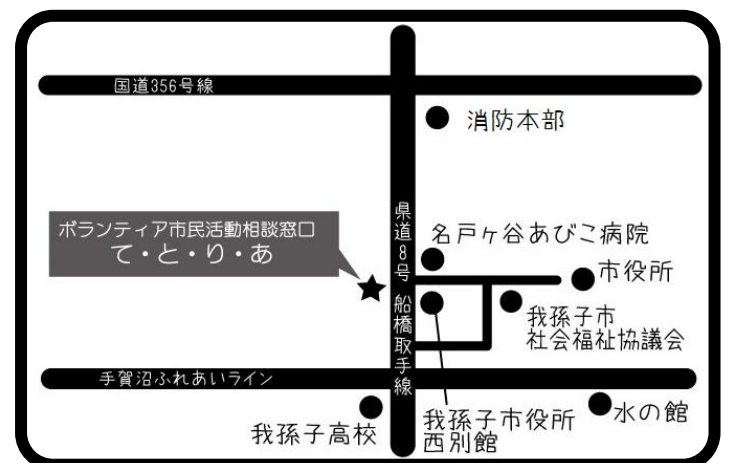 国道356号線
消防本部
ボランティア市民活動相談窓口
て・と・り・あ
県道8号 船橋取手線
名戸ヶ谷あびこ病院
市役所
我孫子市
社会福祉協議会
手賀沼ふれあいライン
我孫子高校
我孫子市役所
西別館
水の館